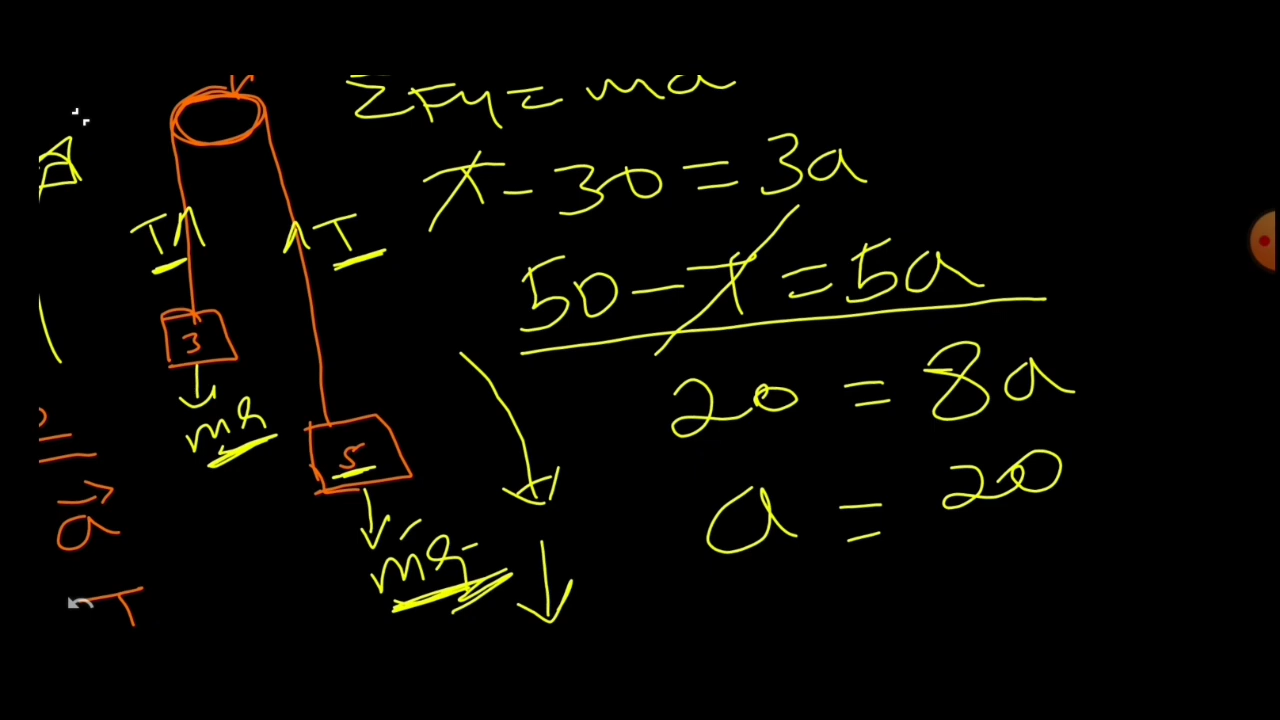 ΣFy = ma
T - 30 = 3a
50 - T = 5a
20 = 8a
a = 20
T T
3
mg
5
mg
a
T